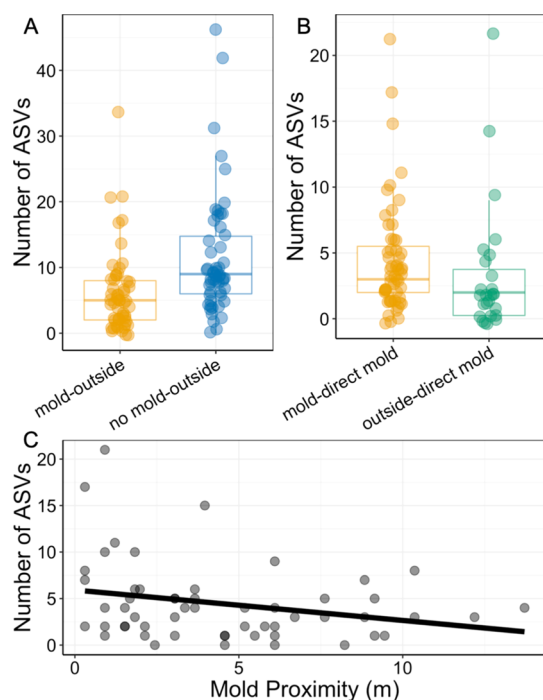 A
Number of ASVs
40
30
20
10
0
mold-outside
no mold-outside
B
Number of ASVs
20
15
10
5
0
mold-direct mold
outside-direct mold
C
Number of ASVs
20
15
10
5
0
0
5
10
Mold Proximity (m)